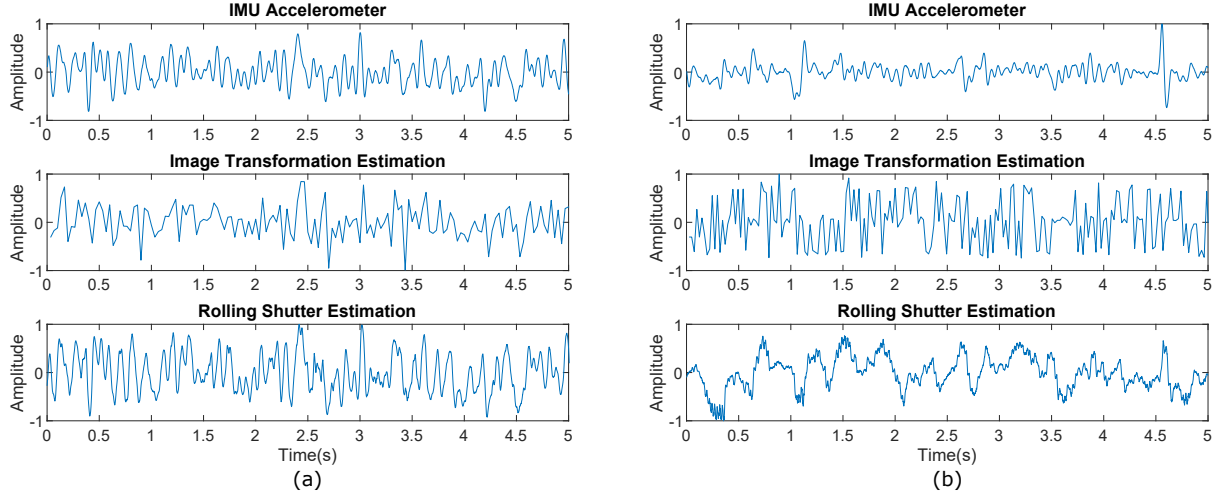 IMU Accelerometer
Amplitude
1
0
-1
0 0.5 1 1.5 2 2.5 3 3.5 4 4.5 5
Image Transformation Estimation
Amplitude
1
0
-1
0 0.5 1 1.5 2 2.5 3 3.5 4 4.5 5
Rolling Shutter Estimation
Amplitude
1
0
-1
0 0.5 1 1.5 2 2.5 3 3.5 4 4.5 5
Time(s)
(a)
IMU Accelerometer
Amplitude
1
0
-1
0 0.5 1 1.5 2 2.5 3 3.5 4 4.5 5
Image Transformation Estimation
Amplitude
1
0
-1
0 0.5 1 1.5 2 2.5 3 3.5 4 4.5 5
Rolling Shutter Estimation
Amplitude
1
0
-1
0 0.5 1 1.5 2 2.5 3 3.5 4 4.5 5
Time(s)
(b)